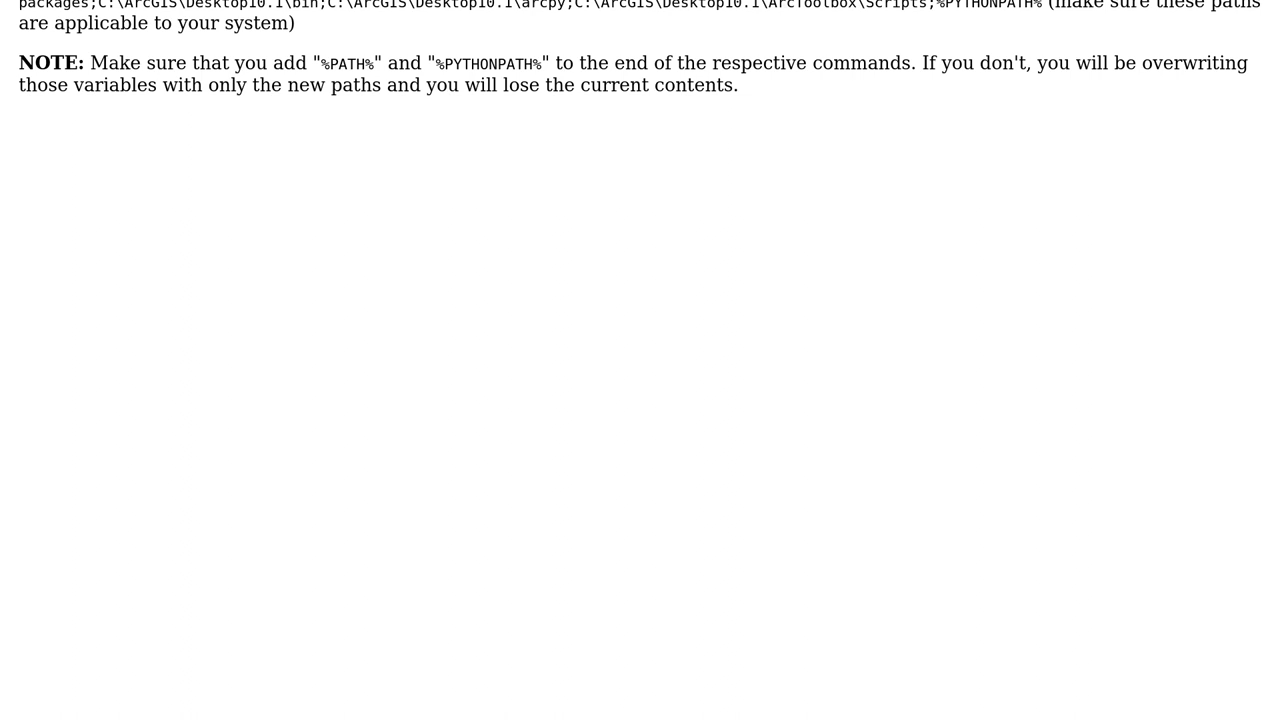 packages;C:\ArcGIS\Desktop10.1\bin;C:\ArcGIS\Desktop10.1\arcpy;C:\ArcGIS\Desktop10.1\ArcToolbox\Scripts;%PYTHONPATH% (make sure these paths
are applicable to your system)
NOTE: Make sure that you add "%PATH%" and "%PYTHONPATH%" to the end of the respective commands. If you don't, you will be overwriting
those variables with only the new paths and you will lose the current contents.